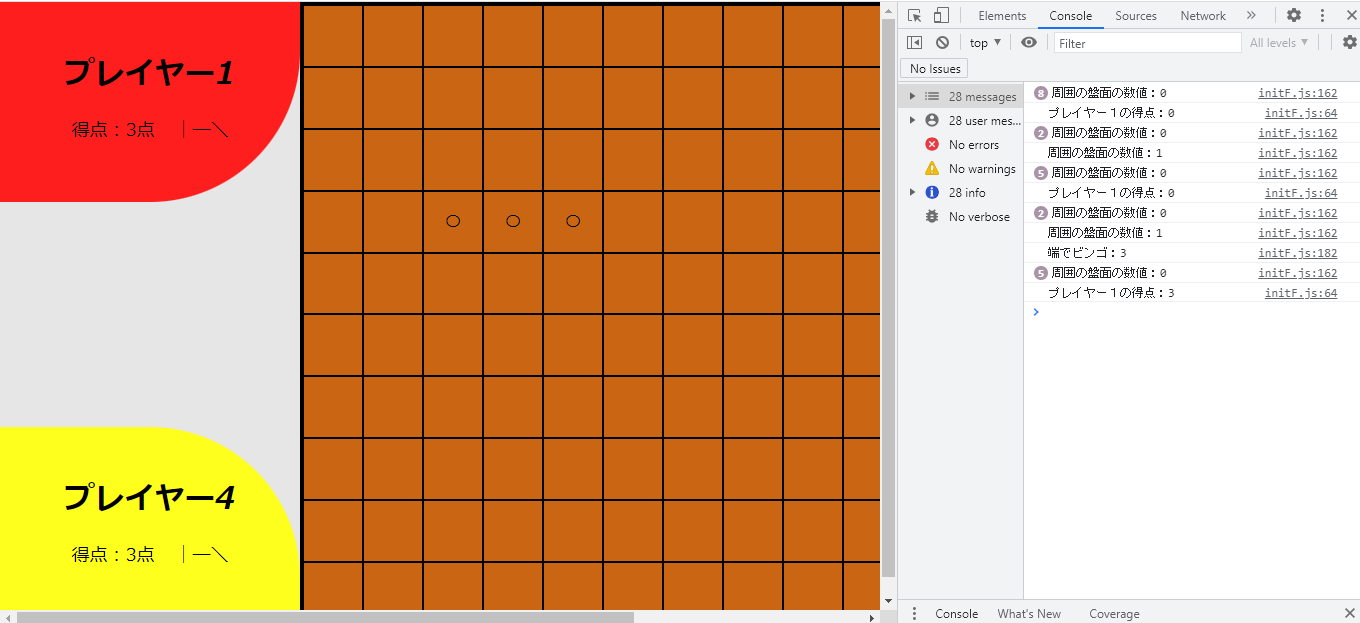 プレイヤー1
得点：3点 ｜―＼
○ ○ ○
プレイヤー4
得点：3点 ｜―＼
Elements Console Sources Network »
top ▼ Filter All levels ▼
No Issues
28 messages
28 user mes...
No errors
No warnings
28 info
No verbose
8 周囲の盤面の数値：0 initF.js:162
プレイヤー１の得点：0 initF.js:64
2 周囲の盤面の数値：0 initF.js:162
周囲の盤面の数値：1 initF.js:162
5 周囲の盤面の数値：0 initF.js:162
プレイヤー１の得点：0 initF.js:64
2 周囲の盤面の数値：0 initF.js:162
周囲の盤面の数値：1 initF.js:162
端でビンゴ：3 initF.js:182
5 周囲の盤面の数値：0 initF.js:162
プレイヤー１の得点：3 initF.js:64
>
Console What's New Coverage